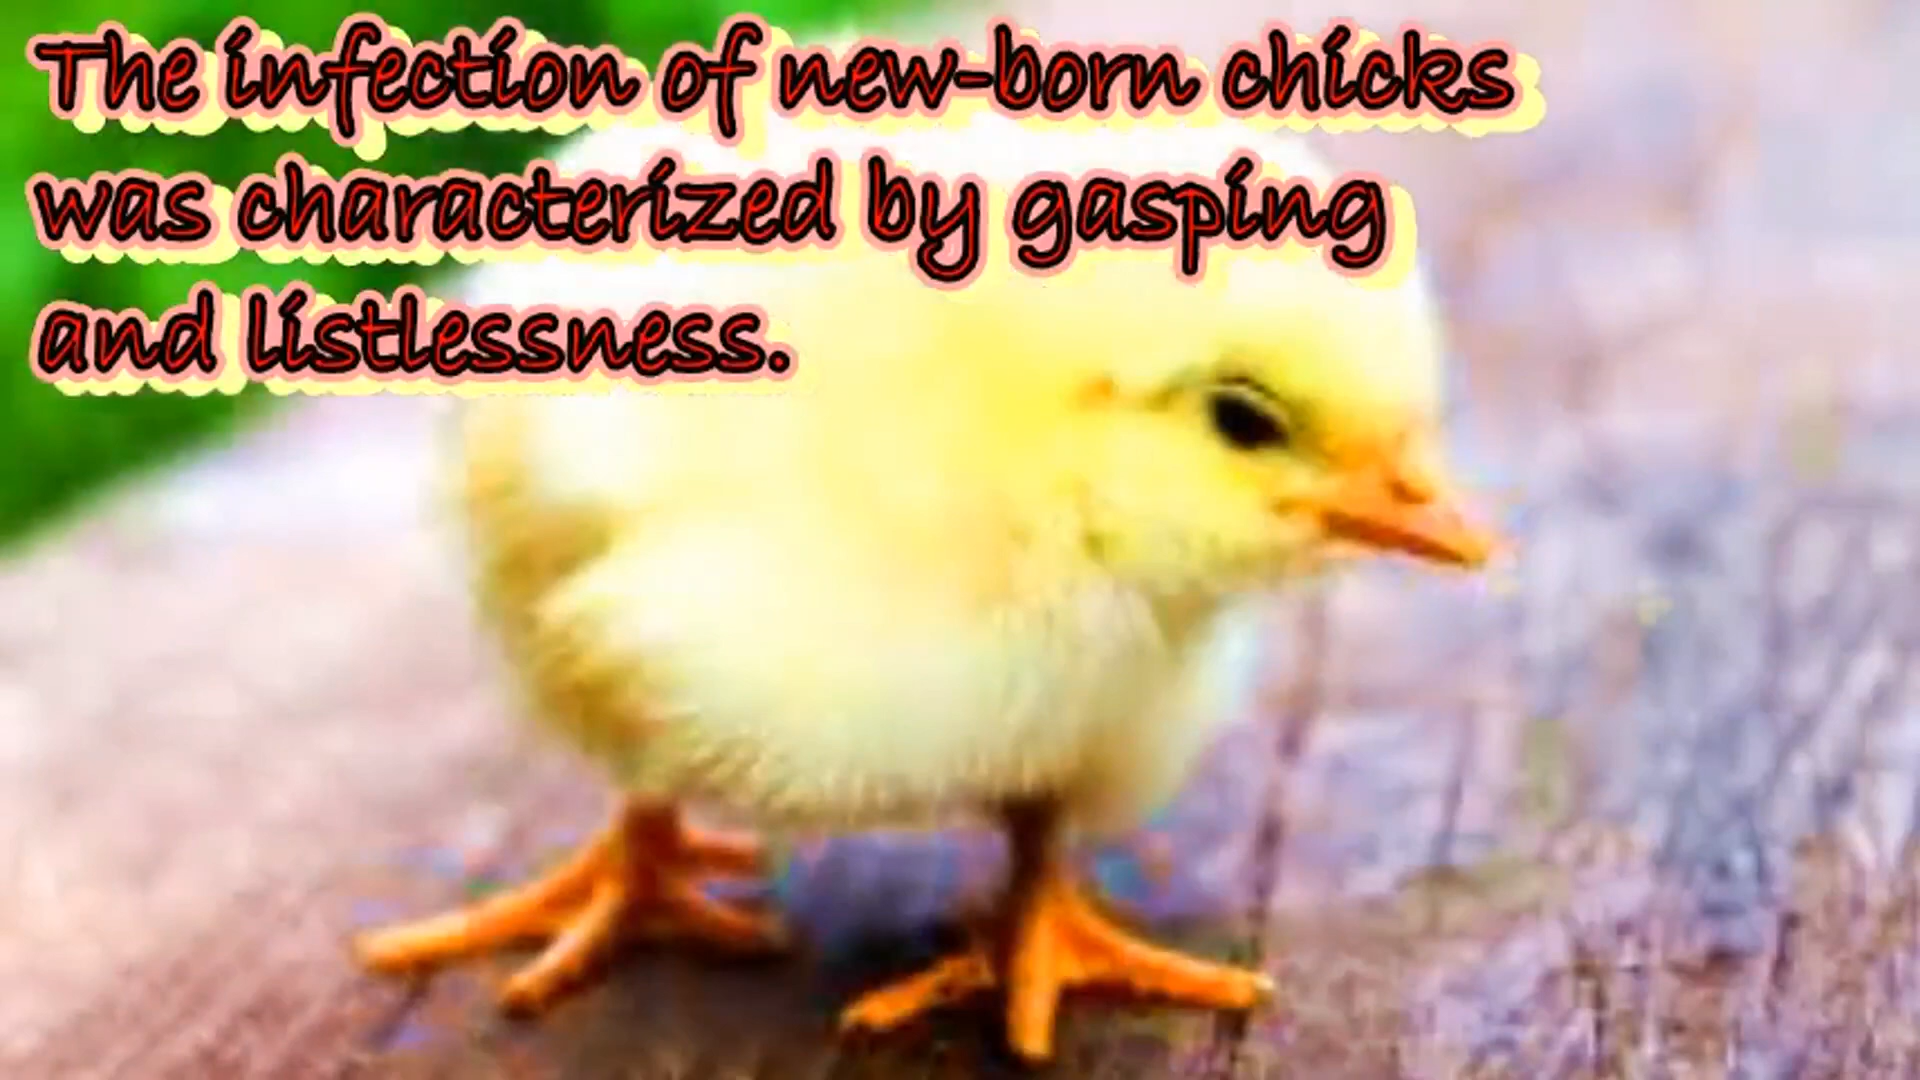 The infection of new-born chicks
was characterized by gasping
and listlessness.